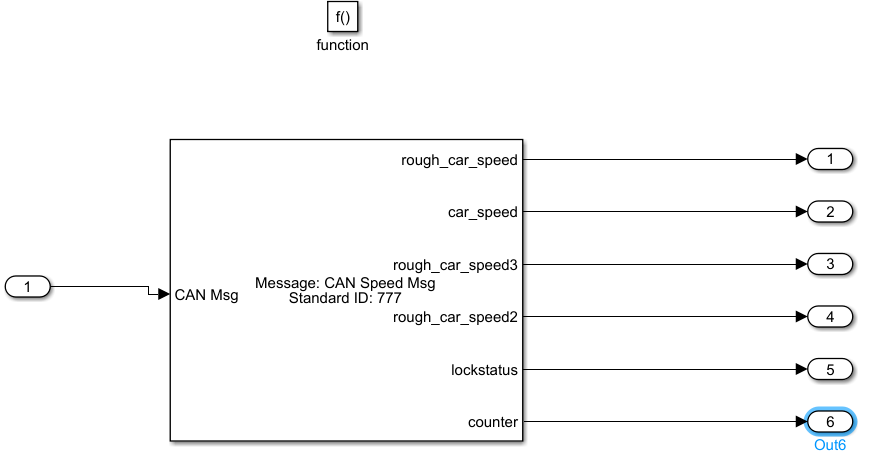 f()
function
rough_car_speed
1
car_speed
2
rough_car_speed3
3
1
CAN Msg
Message: CAN Speed Msg
Standard ID: 777
rough_car_speed2
4
lockstatus
5
counter
6
Out6